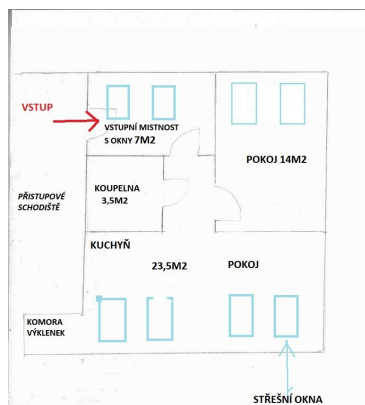 VSTUP
VSTUPNÍ MISTNOST
S OKNY 7M2
POKOJ 14M2
KOUPELNA
3,5M2
PŘISTUPOVÉ
SCHODIŠTĚ
KUCHYŇ
23,5M2
POKOJ
KOMORA
VÝKLENEK
STŘEŠNÍ OKNA